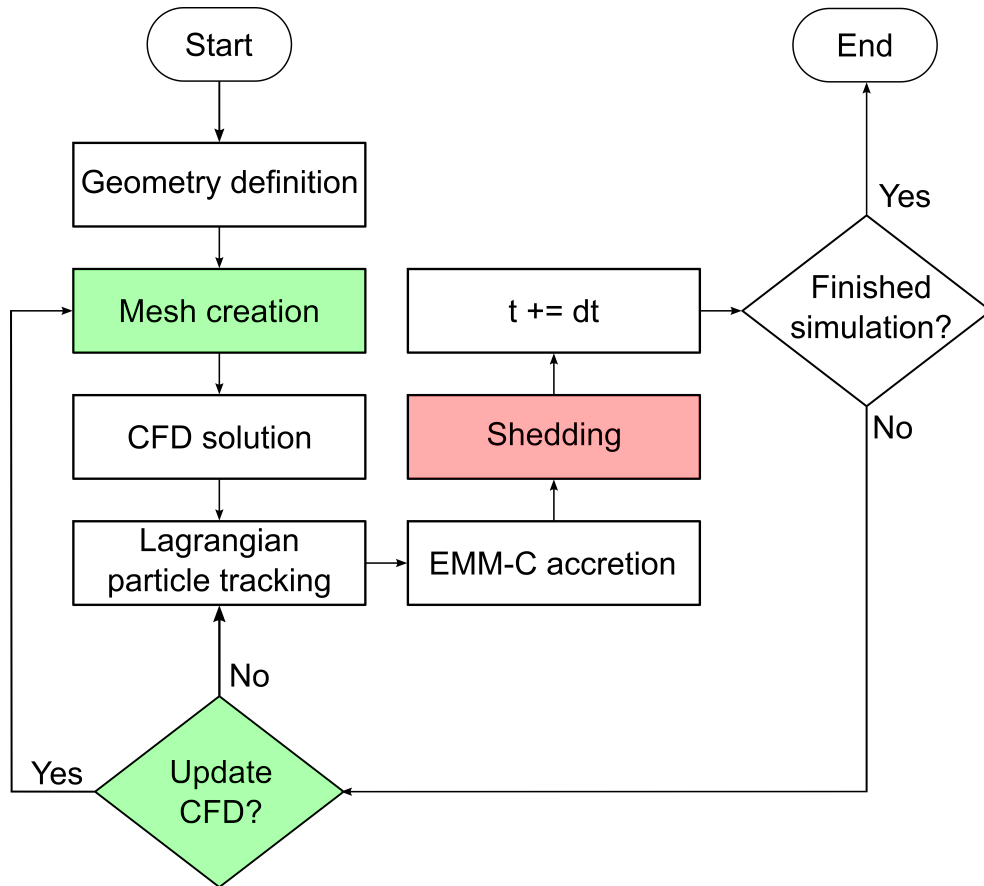 Start
Geometry definition
Mesh creation
CFD solution
Lagrangian
particle tracking
EMM-C accretion
Shedding
t += dt
Finished
simulation?
Yes
End
No
Update
CFD?
No
Yes